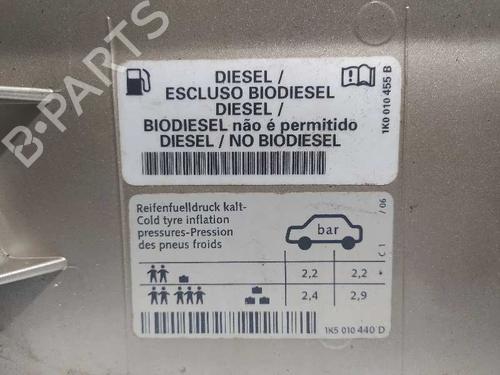 B-PARTS
DIESEL /
ESCLUSO BIODIESEL
DIESEL /
BIODIESEL não é permitido
DIESEL / NO BIODIESEL
1K0 010 455 B
Reifenfuelldruck kalt-
Cold tyre inflation
pressures-Pression
des pneus froids
bar
C 1 / 06
2,2 2,2
2,4 2,9
1K5 010 440 D